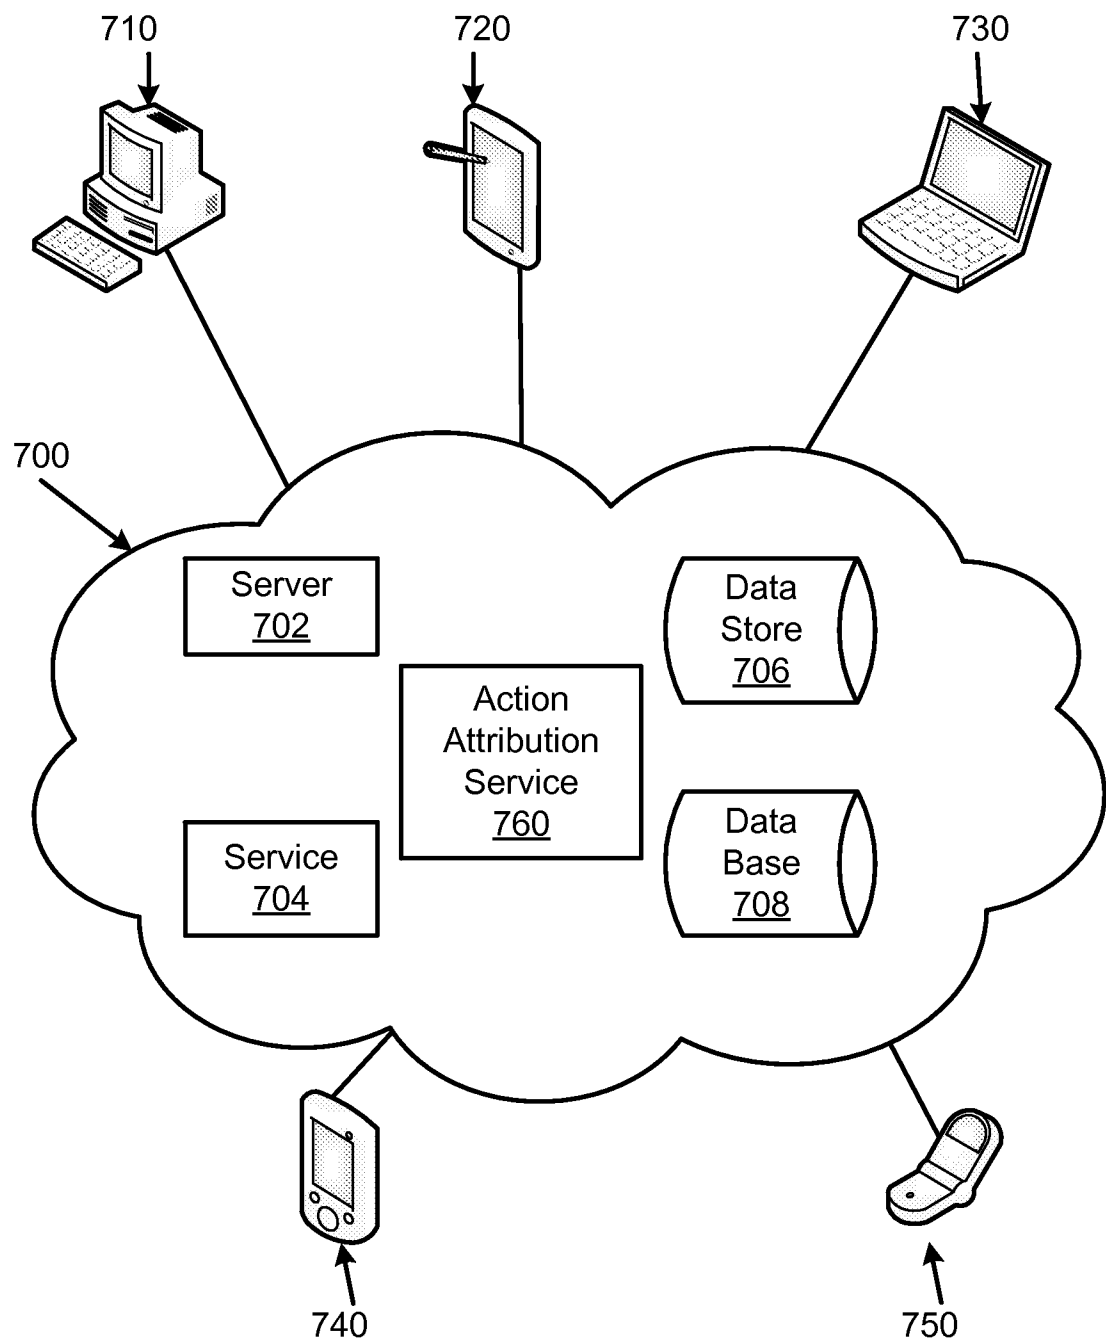 710
720
730
700
Server
702
Data
Store
706
Action
Attribution
Service
760
Service
704
Data
Base
708
740
750